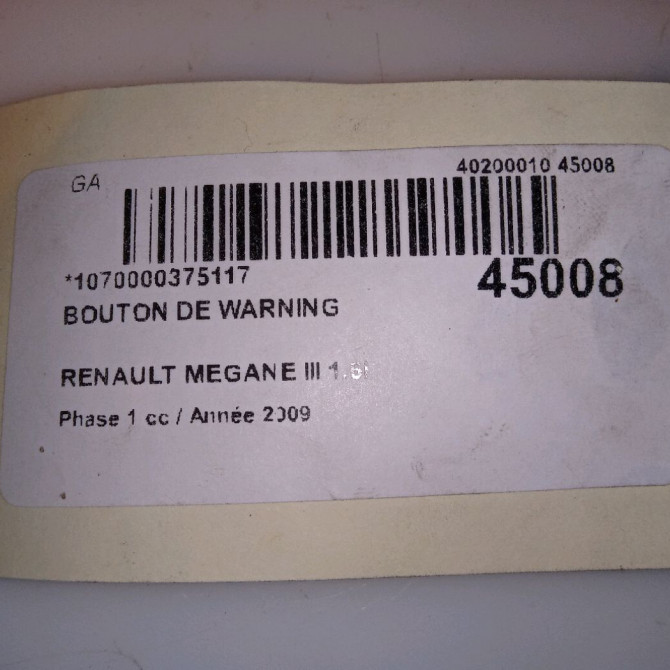 GA
40200010 45008
*1070000375117
45008
BOUTON DE WARNING
RENAULT MEGANE III
Phase 1 cc / Année 2009